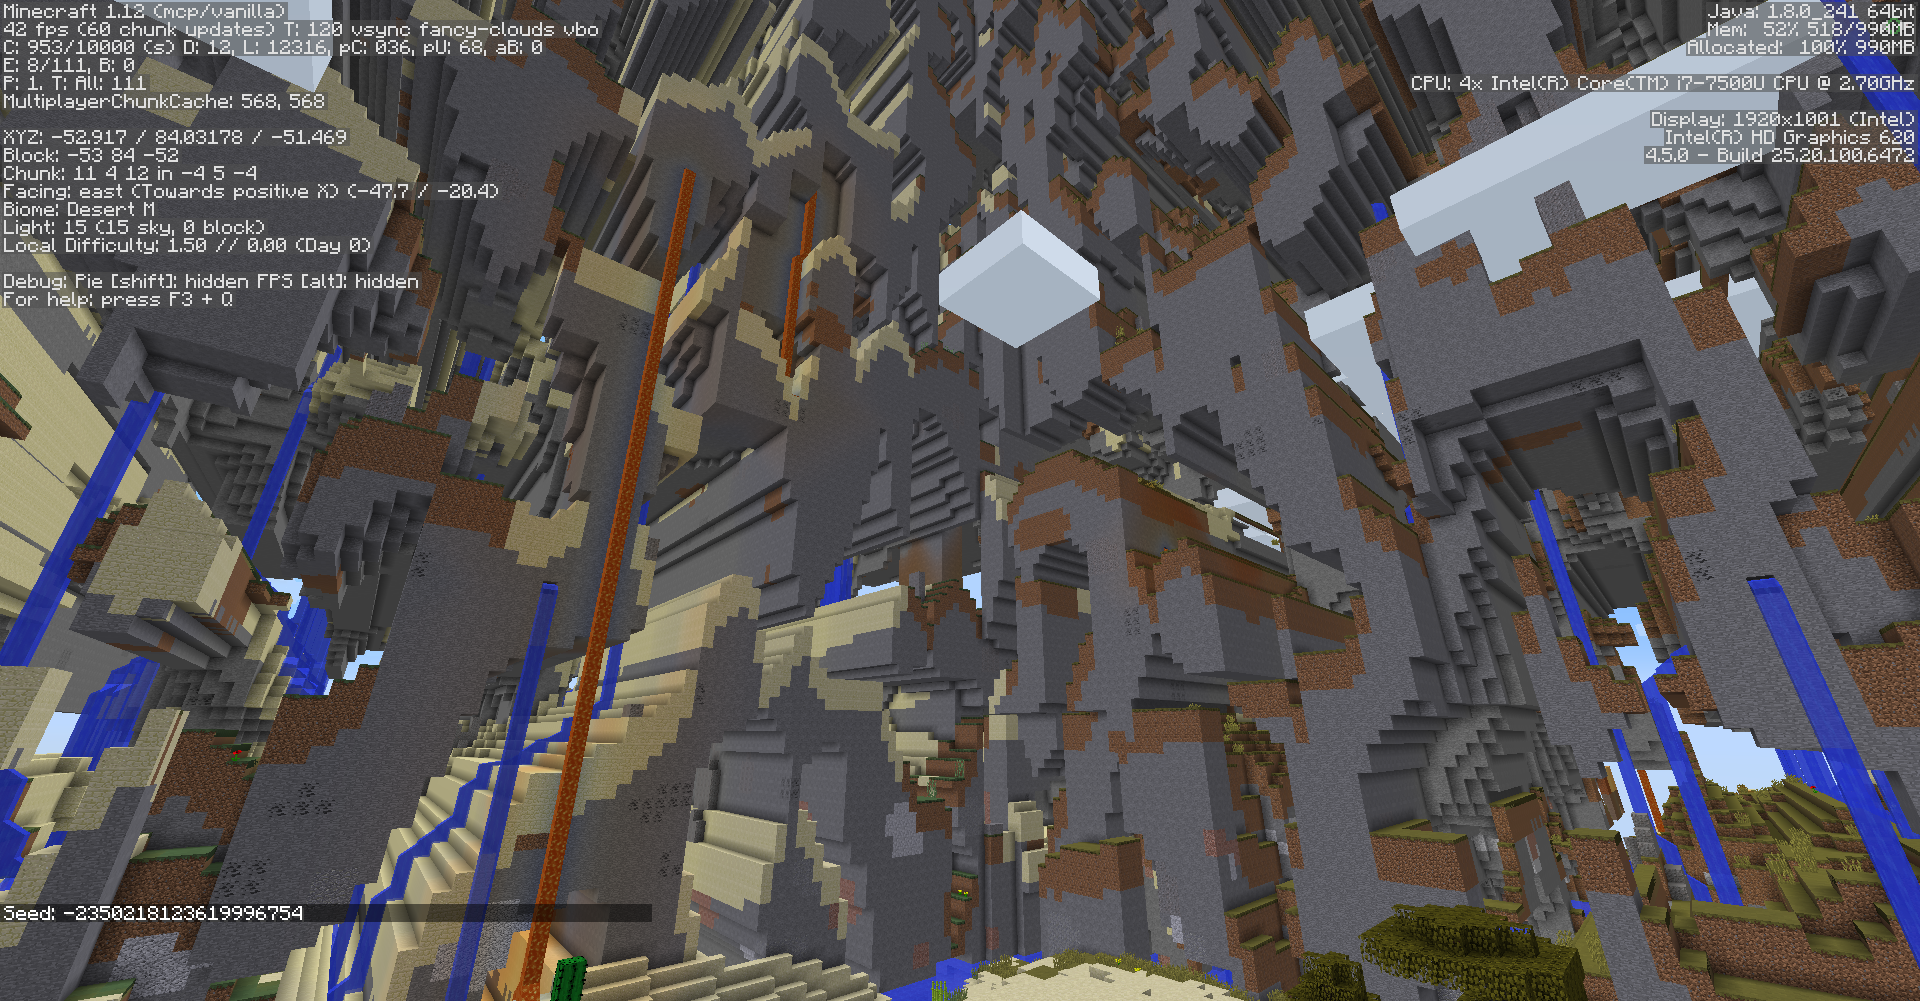 Minecraft 1.12 (mcp/vanilla)
42 fps (60 chunk updates) T: 120 vsync fancy-clouds vbo
C: 953/10000 (s) D: 12, L: 12316, pC: 036, pU: 68, aB: 0
E: 8/111, B: 0
P: 1. T: All: 111
MultiplayerChunkCache: 568, 568
XYZ: -52.917 / 84.03178 / -51.469
Block: -53 84 -52
Chunk: 11 4 12 in -4 5 -4
Facing: east (Towards positive X) (-47.7 / -20.4)
Biome: Desert M
Light: 15 (15 sky, 0 block)
Local Difficulty: 1.50 // 0.00 (Day 0)
Debug: Pie [shift]: hidden FPS [alt]: hidden
For help: press F3 + Q
Java: 1.8.0_241 64bit
Mem: 52% 518/990MB
Allocated: 100% 990MB
CPU: 4x Intel(R) Core(TM) i7-7500U CPU @ 2.70GHz
Display: 1920x1001 (Intel)
Intel(R) HD Graphics 620
4.5.0 - Build 25.20.100.6472
Seed: -23502181236199​96754